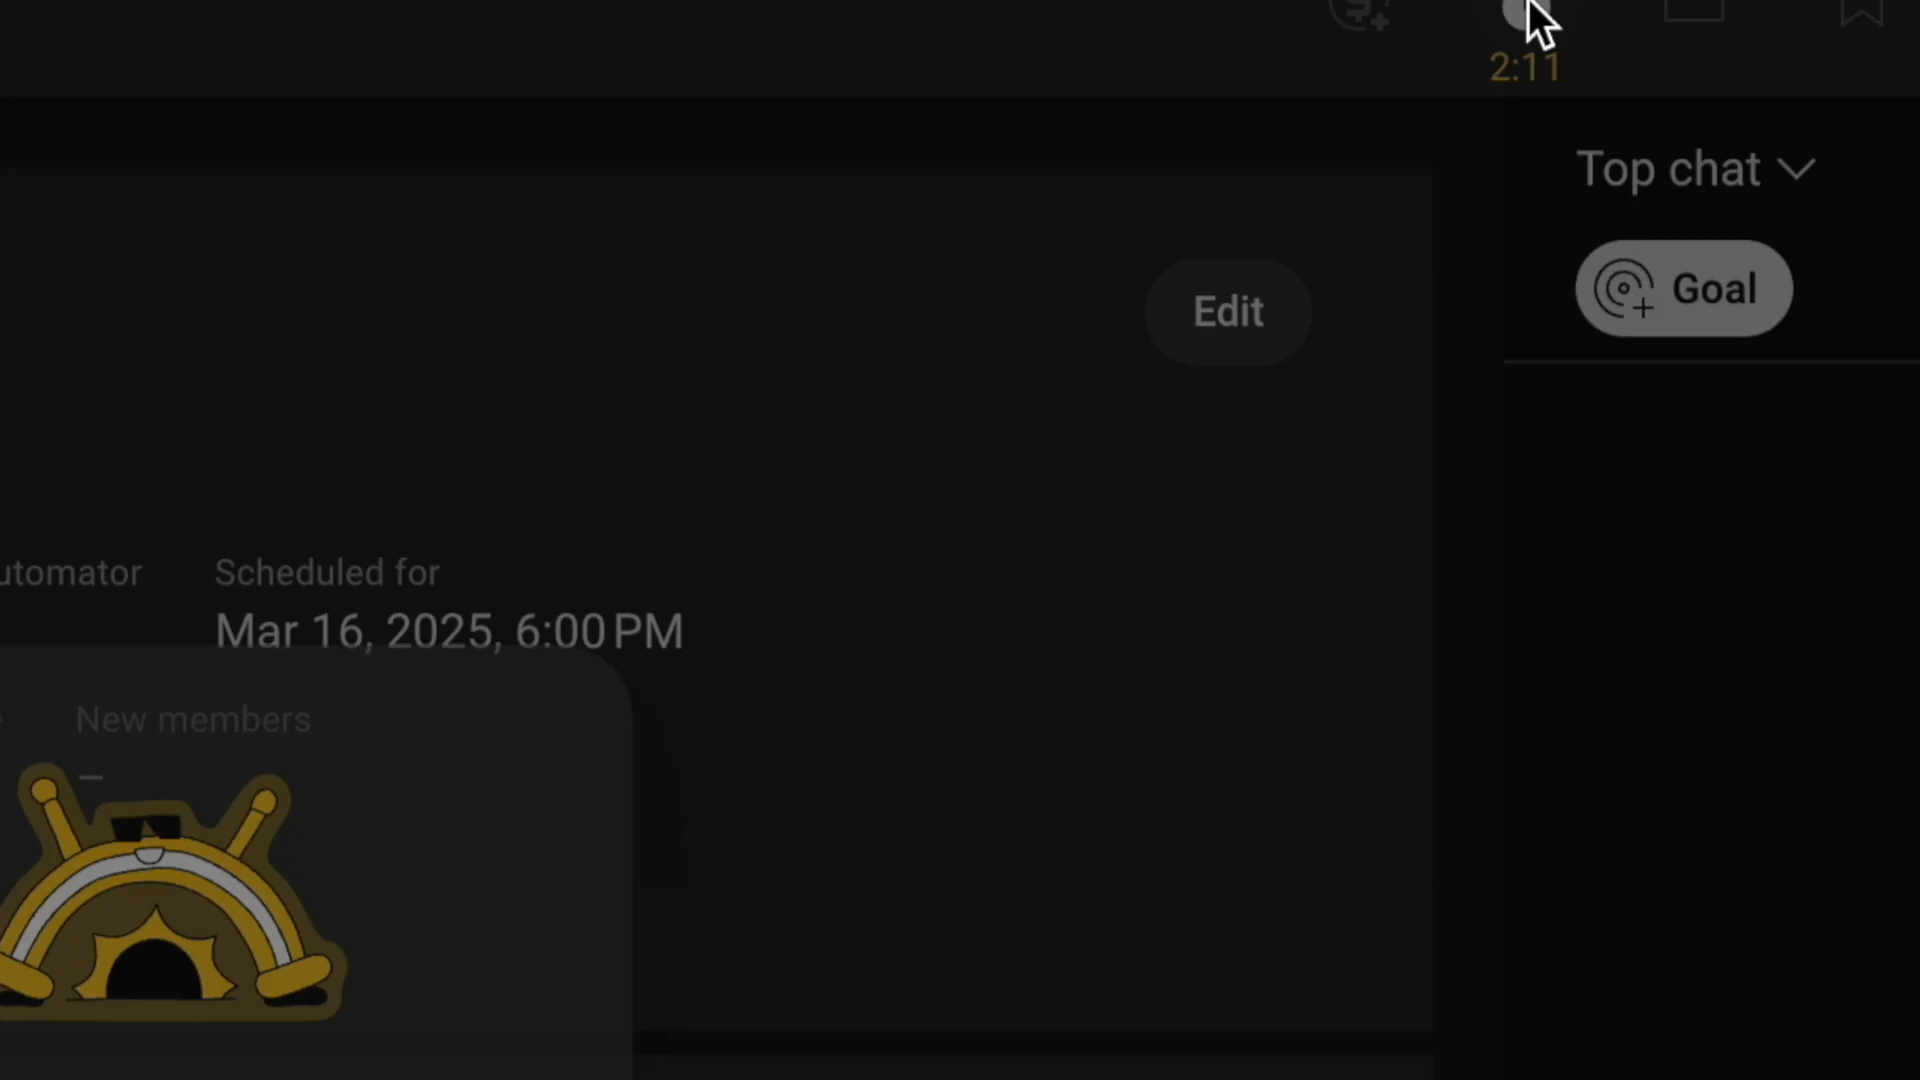 2:11
Top chat
Goal
Edit
utomator
Scheduled for
Mar 16, 2025, 6:00 PM
New members
–